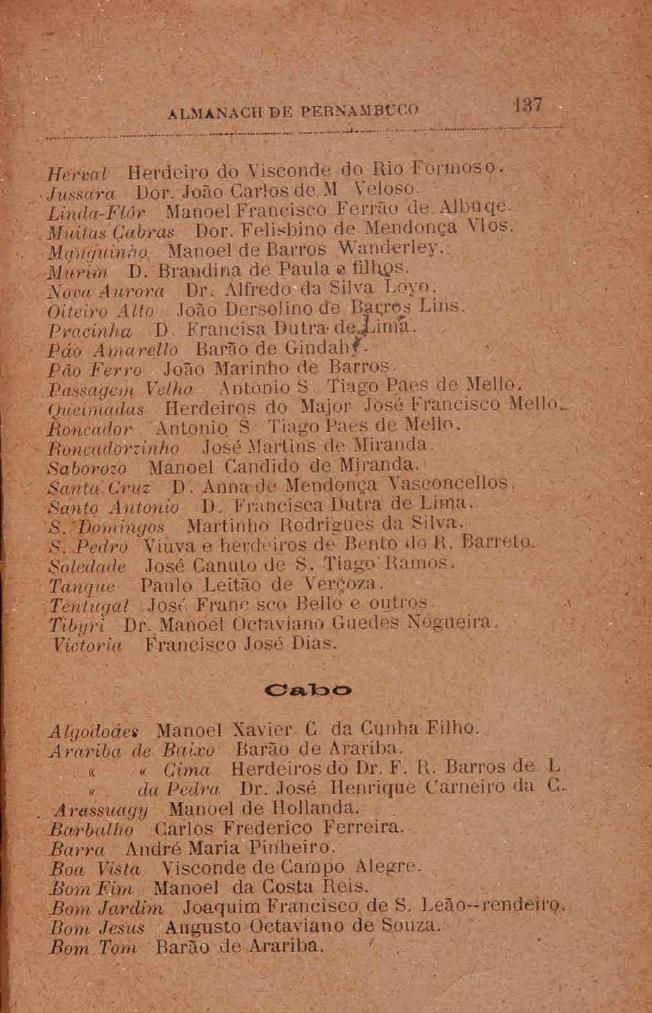 ALMANACH DE PERNAMBUCO 137
Herval Herdeiro do Visconde do Rio Formoso.
Jussara Dor. João Carlos de M Veloso.
Linda-Flôr Manoel Francisco Ferrão de Albuqe.
Muitas Cabras Dor. Felisbino de Mendonça Vlos.
Manguinho Manoel de Barros Wanderley.
Murim D. Brandina de Paula e filhos.
Nova Aurora Dr. Alfredo da Silva Loyo.
Oiteiro Alto João Dersolino de Barros Lins.
Pracinha D. Francisa Dutra de Lima.
Páo Amarello Barão de Gindahy.
Páo Ferro João Marinho de Barros.
Passagem Velha Antonio S. Tiago Paes de Mello.
Queimadas Herdeiros do Major José Francisco Mello.
Roncador Antonio S Tiago Paes de Mello.
Roncadorzinho José Martins de Miranda.
Saborozo Manoel Candido de Miranda.
Santa Cruz D. Anna de Mendonça Vasconcellos.
Santo Antonio D. Francisca Dutra de Lima.
S. Domingos Martinho Rodrigues da Silva.
S. Pedro Viuva e herdeiros de Bento do R. Barreto.
Soledade José Canuto de S. Tiago Ramos.
Tanque Paulo Leitão de Verçoza.
Tentugal José Franc sco Bello e outros.
Tibyri Dr. Manoel Octaviano Guedes Nogueira.
Victoria Francisco José Dias.
Cabo
Algodoões Manoel Xavier C. da Cunha Filho.
Arariba de Baixo Barão de Arariba.
« « Cima Herdeiros do Dr. F. R. Barros de L
« da Pedra Dr. José Henrique Carneiro da C.
Arassuagy Manoel de Hollanda.
Barbalho Carlos Frederico Ferreira.
Barra André Maria Pinheiro.
Boa Vista Visconde de Campo Alegre.
Bom Fim Manoel da Costa Reis.
Bom Jardim Joaquim Francisco de S. Leão--rendeiro.
Bom Jesus Augusto Octaviano de Souza.
Bom Tom Barão de Arariba.